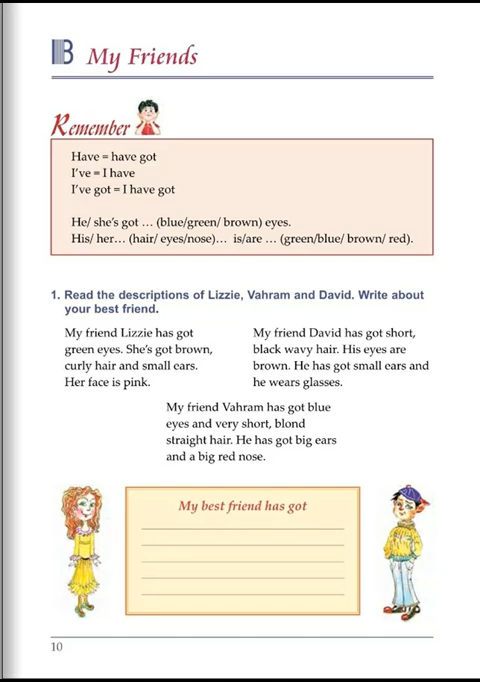 B My Friends
Remember
Have = have got
I've = I have
I've got = I have got
He/ she's got … (blue/green/ brown) eyes.
His/ her… (hair/ eyes/nose)… is/are … (green/blue/ brown/ red).
1. Read the descriptions of Lizzie, Vahram and David. Write about
your best friend.
My friend Lizzie has got
green eyes. She's got brown,
curly hair and small ears.
Her face is pink.
My friend David has got short,
black wavy hair. His eyes are
brown. He has got small ears and
he wears glasses.
My friend Vahram has got blue
eyes and very short, blond
straight hair. He has got big ears
and a big red nose.
My best friend has got
10